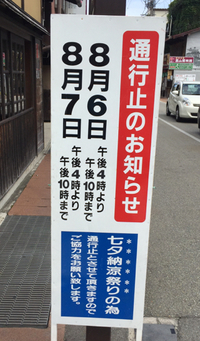 通行止のお知らせ
8月6日
午後4時より
午後10時まで
8月7日
午後4時より
午後10時まで
七夕納涼祭りの為
通行止とさせて頂きますので
ご協力をお願い致します。